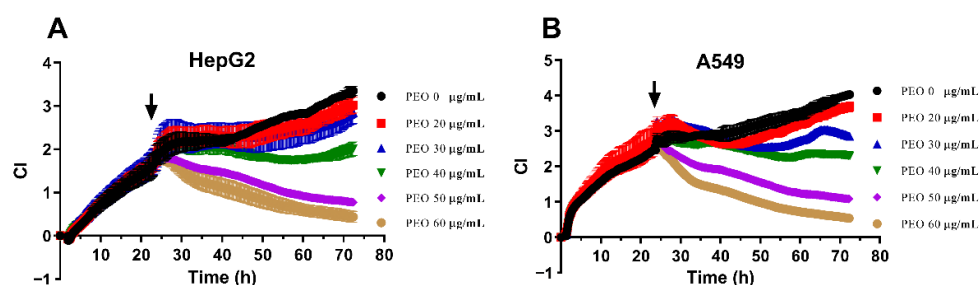 A
HepG2
4
3
2
1
0
−1
CI
10 20 30 40 50 60 70 80
Time (h)
PEO 0 μg/mL
PEO 20 μg/mL
PEO 30 μg/mL
PEO 40 μg/mL
PEO 50 μg/mL
PEO 60 μg/mL
B
A549
5
4
3
2
1
0
−1
CI
10 20 30 40 50 60 70 80
Time (h)
PEO 0 μg/mL
PEO 20 μg/mL
PEO 30 μg/mL
PEO 40 μg/mL
PEO 50 μg/mL
PEO 60 μg/mL